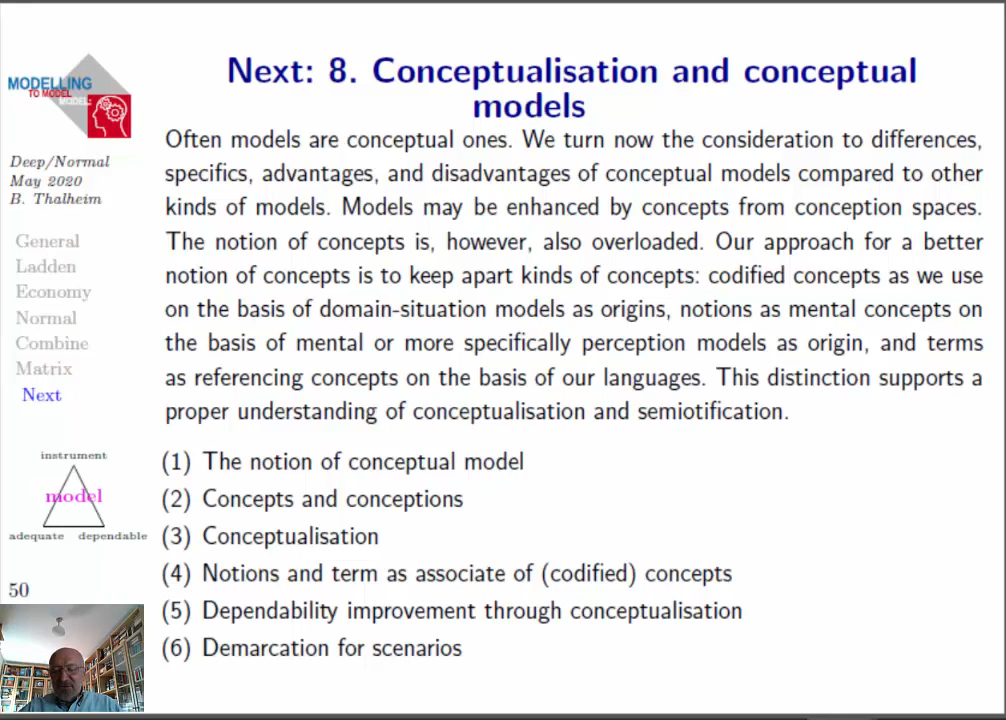 Next: 8. Conceptualisation and conceptual
models
MODELLING
TO MODEL
MODEL:
Deep/Normal
May 2020
B. Thalheim
General
Ladden
Economy
Normal
Combine
Matrix
Next
instrument
model
adequate dependable
50
Often models are conceptual ones. We turn now the consideration to differences,
specifics, advantages, and disadvantages of conceptual models compared to other
kinds of models. Models may be enhanced by concepts from conception spaces.
The notion of concepts is, however, also overloaded. Our approach for a better
notion of concepts is to keep apart kinds of concepts: codified concepts as we use
on the basis of domain-situation models as origins, notions as mental concepts on
the basis of mental or more specifically perception models as origin, and terms
as referencing concepts on the basis of our languages. This distinction supports a
proper understanding of conceptualisation and semiotification.
(1) The notion of conceptual model
(2) Concepts and conceptions
(3) Conceptualisation
(4) Notions and term as associate of (codified) concepts
(5) Dependability improvement through conceptualisation
(6) Demarcation for scenarios